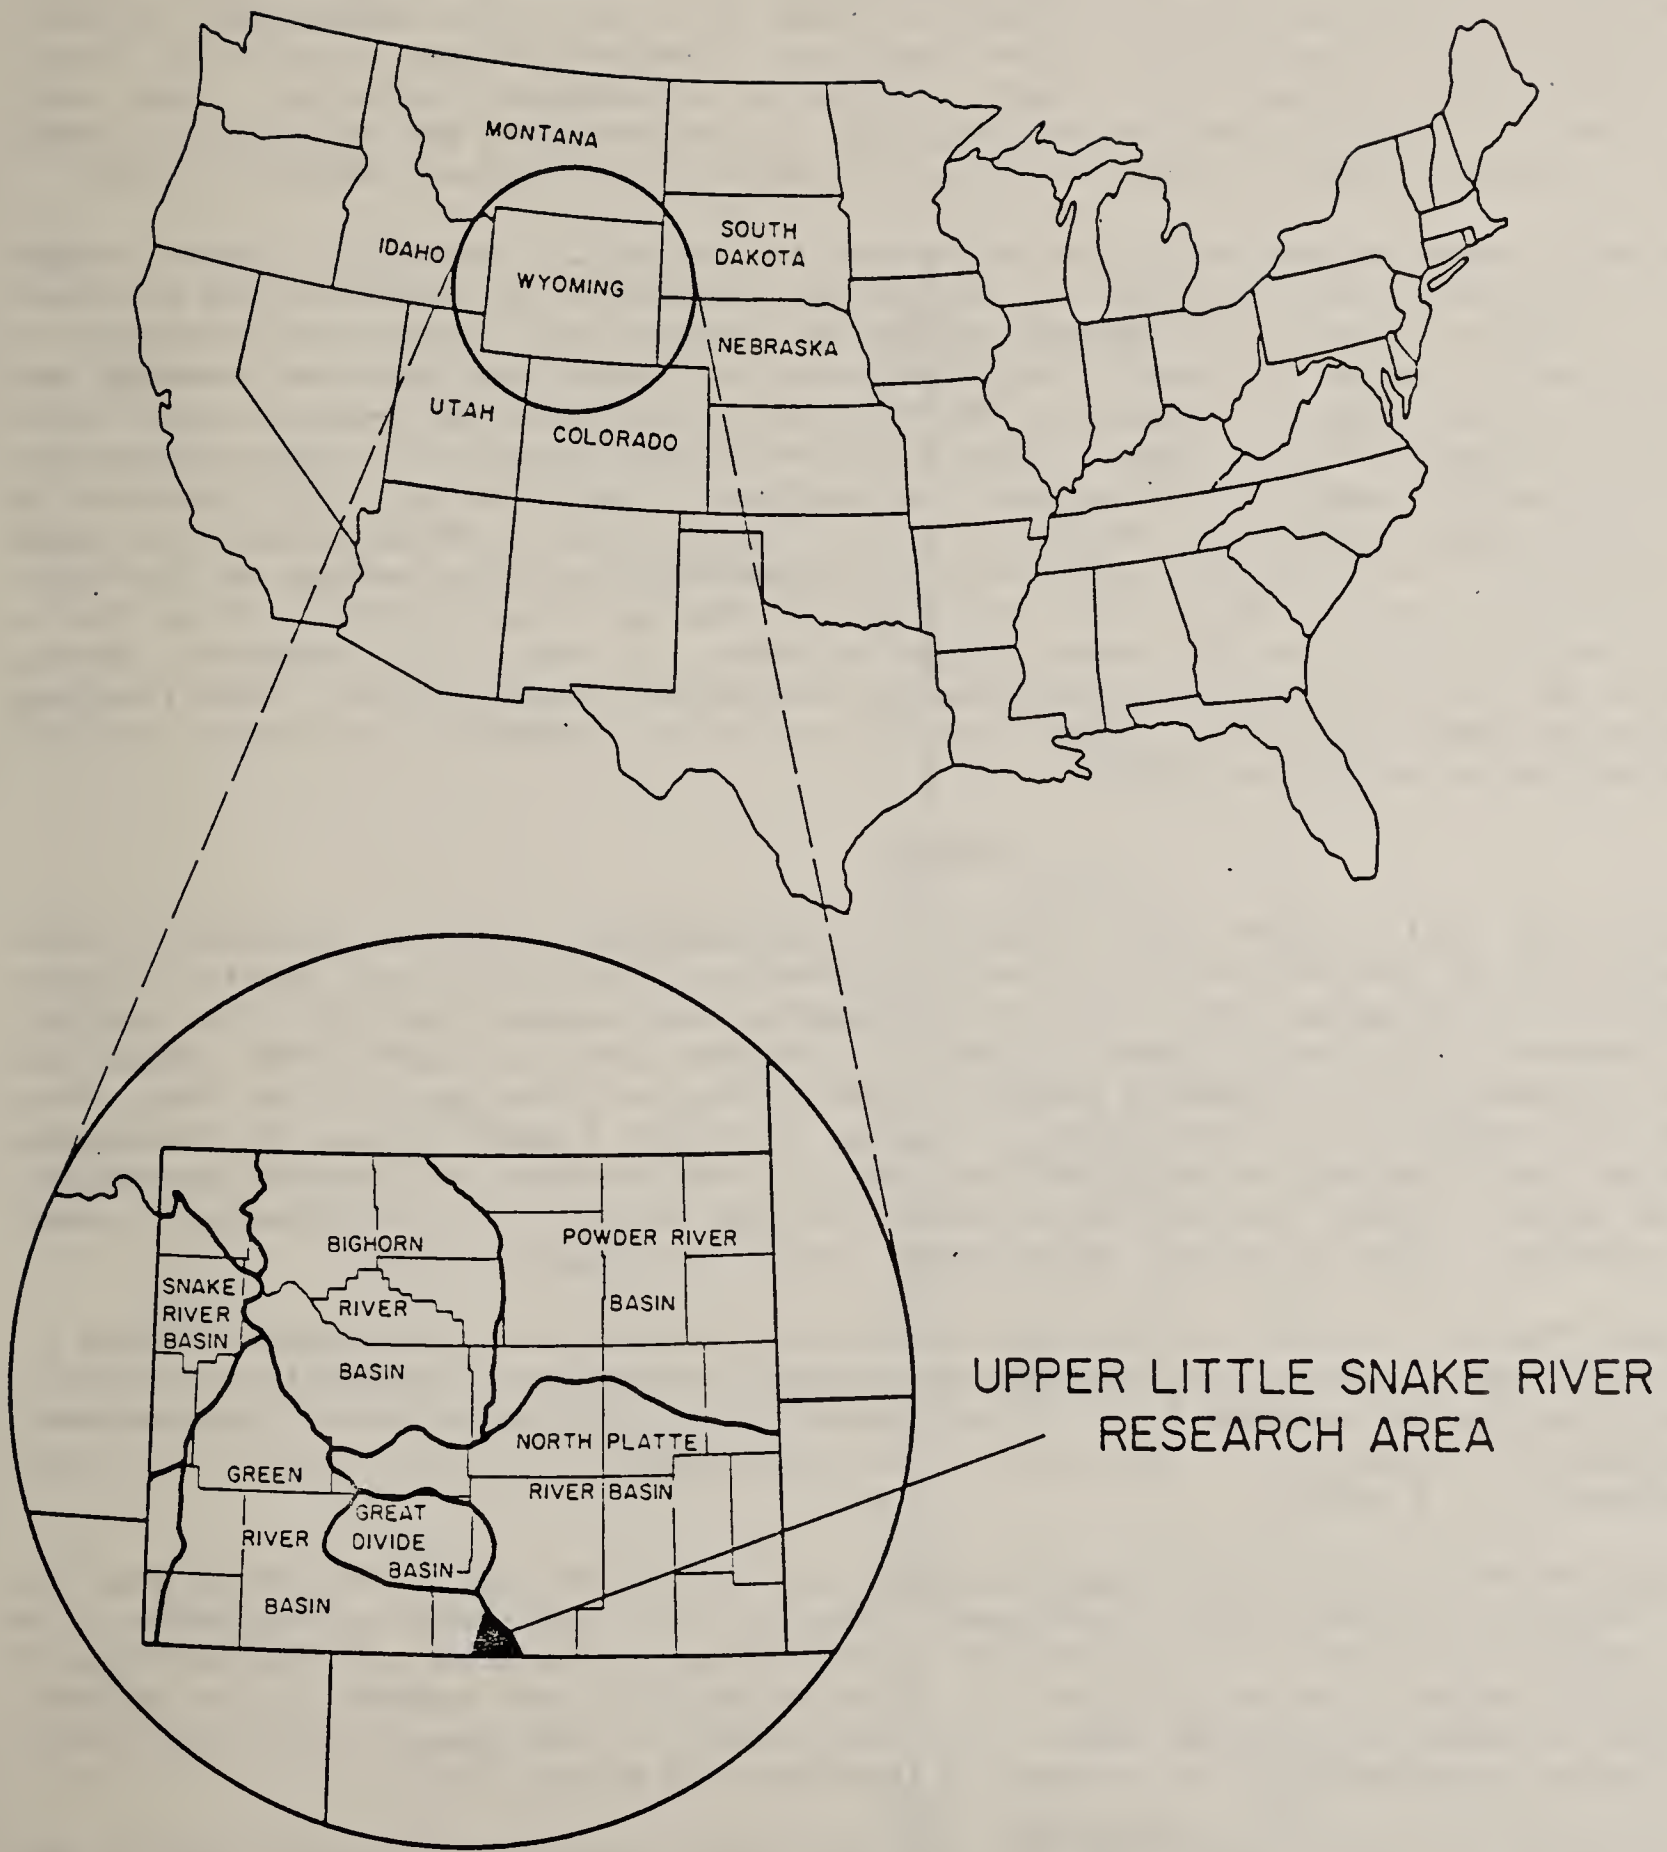 MONTANA
IDAHO
WYOMING
SOUTH
DAKOTA
NEBRASKA
UTAH
COLORADO
BIGHORN
RIVER
BASIN
POWDER RIVER
BASIN
SNAKE
RIVER
BASIN
NORTH PLATTE
RIVER BASIN
GREEN
RIVER
BASIN
GREAT
DIVIDE
BASIN
UPPER LITTLE SNAKE RIVER
RESEARCH AREA